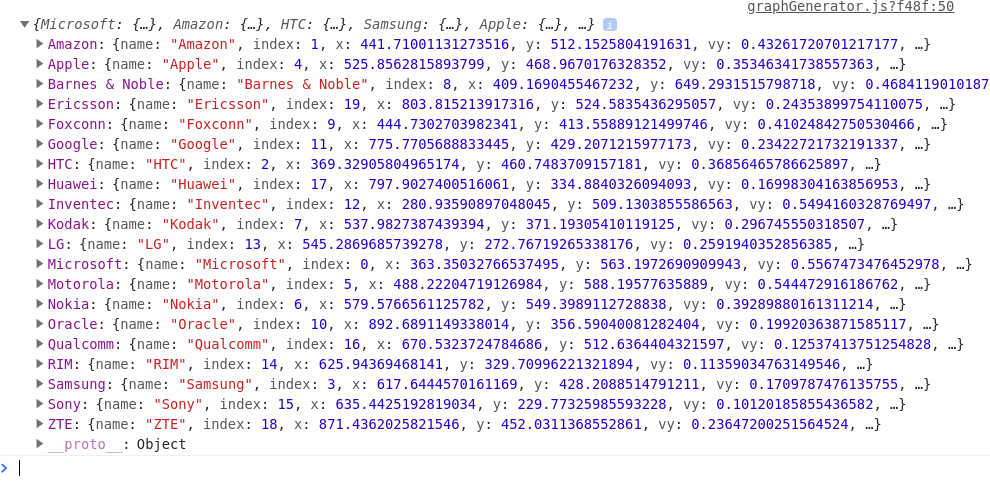 graphGenerator.js?f48f:50
{Microsoft: {…}, Amazon: {…}, HTC: {…}, Samsung: {…}, Apple: {…}, …} i
Amazon: {name: "Amazon", index: 1, x: 441.71001131273516, y: 512.1525804191631, vy: 0.43261720701217177, …}
Apple: {name: "Apple", index: 4, x: 525.8562815893799, y: 468.9670176328352, vy: 0.35346341738557363, …}
Barnes & Noble: {name: "Barnes & Noble", index: 8, x: 409.1690455467232, y: 649.2931515798718, vy: 0.4684119010187
Ericsson: {name: "Ericsson", index: 19, x: 803.815213917316, y: 524.5835436295057, vy: 0.24353899754110075, …}
Foxconn: {name: "Foxconn", index: 9, x: 444.7302703982341, y: 413.55889121499746, vy: 0.41024842750530466, …}
Google: {name: "Google", index: 11, x: 775.7705688833445, y: 429.2071215977173, vy: 0.23422721732191337, …}
HTC: {name: "HTC", index: 2, x: 369.32905804965174, y: 460.7483709157181, vy: 0.36856465786625897, …}
Huawei: {name: "Huawei", index: 17, x: 797.9027400516061, y: 334.8840326094093, vy: 0.16998304163856953, …}
Inventec: {name: "Inventec", index: 12, x: 280.93590897048045, y: 509.1303855586563, vy: 0.5494160328769497, …}
Kodak: {name: "Kodak", index: 7, x: 537.9827387439394, y: 371.19305410119125, vy: 0.296745550318507, …}
LG: {name: "LG", index: 13, x: 545.2869685739278, y: 272.76719265338176, vy: 0.2591940352856385, …}
Microsoft: {name: "Microsoft", index: 0, x: 363.35032766537495, y: 563.1972690909943, vy: 0.5567473476452978, …}
Motorola: {name: "Motorola", index: 5, x: 488.22204719126984, y: 588.19577635889, vy: 0.544472916186762, …}
Nokia: {name: "Nokia", index: 6, x: 579.5766561125782, y: 549.3989112728838, vy: 0.39289880161311214, …}
Oracle: {name: "Oracle", index: 10, x: 892.6891149338014, y: 356.59040081282404, vy: 0.19920363871585117, …}
Qualcomm: {name: "Qualcomm", index: 16, x: 670.5323724784686, y: 512.6364404321597, vy: 0.12537413751254828, …}
RIM: {name: "RIM", index: 14, x: 625.94369468141, y: 329.709966221321894, vy: 0.11359034763149546, …}
Samsung: {name: "Samsung", index: 3, x: 617.6444570161169, y: 428.2088514791211, vy: 0.1709787476135755, …}
Sony: {name: "Sony", index: 15, x: 635.4425192819034, y: 229.77325985593228, vy: 0.10120185855436582, …}
ZTE: {name: "ZTE", index: 18, x: 871.4362025821546, y: 452.0311368552861, vy: 0.23647200251564524, …}
__proto__: Object